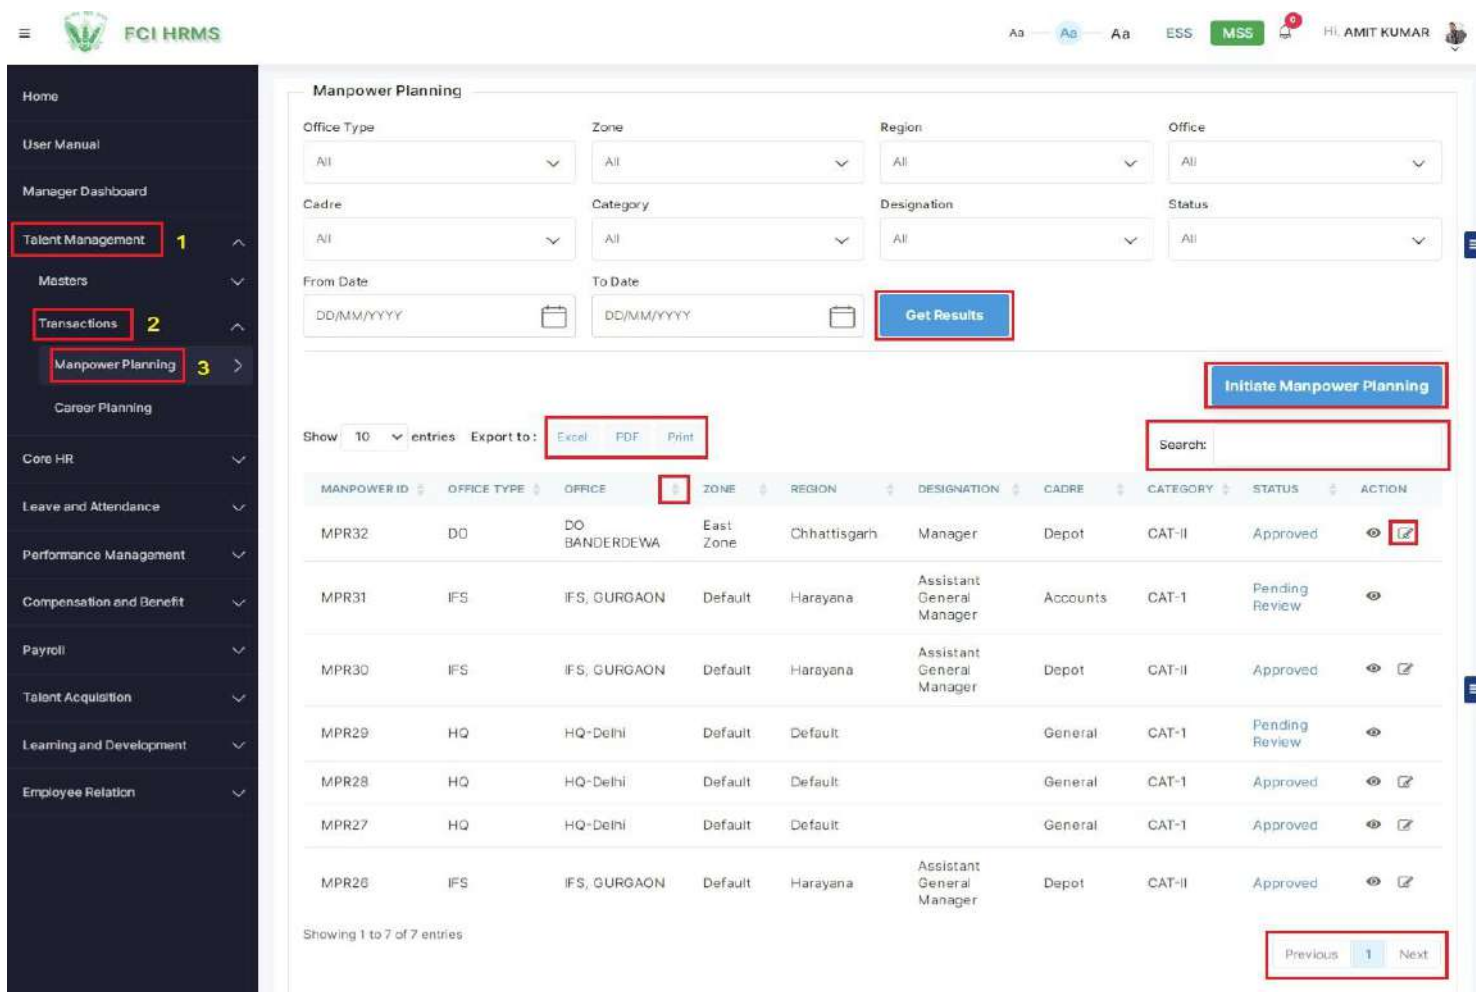 FCI HRMS
Aa Aa Aa ESS MSS 0 Hi, AMIT KUMAR
Home
User Manual
Manager Dashboard
Talent Management 1
Masters
Transactions 2
Manpower Planning 3
Career Planning
Core HR
Leave and Attendance
Performance Management
Compensation and Benefit
Payroll
Talent Acquisition
Learning and Development
Employee Relation
Manpower Planning
Office Type Zone Region Office
All All All All
Cadre Category Designation Status
All All All All
From Date To Date
DD/MM/YYYY DD/MM/YYYY Get Results
Initiate Manpower Planning
Show 10 entries Export to : Excel PDF Print Search:
MANPOWER ID OFFICE TYPE OFFICE ZONE REGION DESIGNATION CADRE CATEGORY STATUS ACTION
MPR32 DO DO BANDERDEWA East Zone Chhattisgarh Manager Depot CAT-II Approved
MPR31 IFS IFS, GURGAON Default Harayana Assistant General Manager Accounts CAT-1 Pending Review
MPR30 IFS IFS, GURGAON Default Harayana Assistant General Manager Depot CAT-II Approved
MPR29 HQ HQ-Delhi Default Default General CAT-1 Pending Review
MPR28 HQ HQ-Delhi Default Default General CAT-1 Approved
MPR27 HQ HQ-Delhi Default Default General CAT-1 Approved
MPR26 IFS IFS, GURGAON Default Harayana Assistant General Manager Depot CAT-II Approved
Showing 1 to 7 of 7 entries
Previous 1 Next